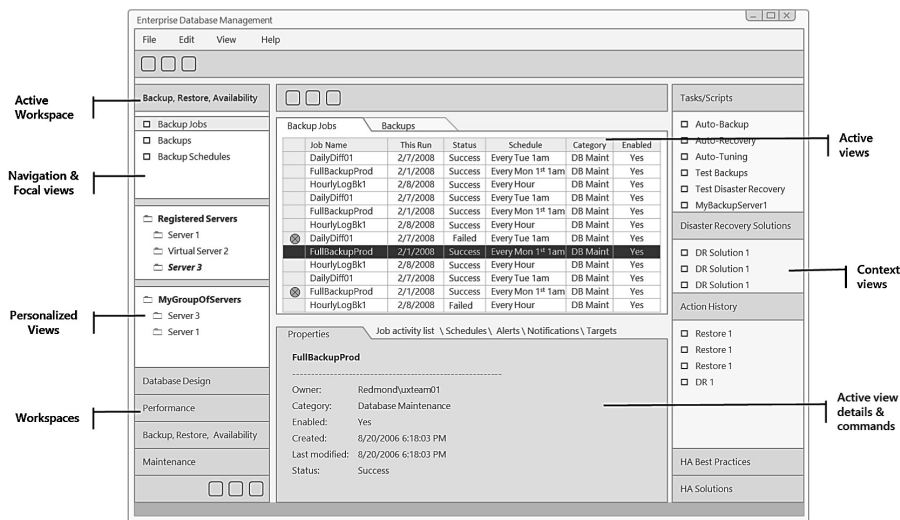 Enterprise Database Management
File Edit View Help
Active Workspace
Backup, Restore, Availability
Backup Jobs
Backups
Backup Schedules
Navigation & Focal views
Registered Servers
Server 1
Virtual Server 2
Server 3
MyGroupOfServers
Server 3
Server 1
Personalized Views
Database Design
Performance
Backup, Restore, Availability
Maintenance
Workspaces
Backup Jobs Backups
Job Name This Run Status Schedule Category Enabled
DailyDiff01 2/7/2008 Success Every Tue 1am DB Maint Yes
FullBackupProd 2/1/2008 Success Every Mon 1st 1am DB Maint Yes
HourlyLogBk1 2/8/2008 Success Every Hour DB Maint Yes
DailyDiff01 2/7/2008 Success Every Tue 1am DB Maint Yes
FullBackupProd 2/1/2008 Success Every Mon 1st 1am DB Maint Yes
HourlyLogBk1 2/8/2008 Success Every Hour DB Maint Yes
DailyDiff01 2/7/2008 Failed Every Tue 1am DB Maint Yes
FullBackupProd 2/1/2008 Success Every Mon 1st 1am DB Maint Yes
HourlyLogBk1 2/8/2008 Success Every Hour DB Maint Yes
DailyDiff01 2/7/2008 Success Every Tue 1am DB Maint Yes
FullBackupProd 2/1/2008 Success Every Mon 1st 1am DB Maint Yes
HourlyLogBk1 2/8/2008 Failed Every Hour DB Maint Yes
Properties Job activity list \ Schedules \ Alerts \ Notifications \ Targets
FullBackupProd
Owner: Redmond\uxteam01
Category: Database Maintenance
Enabled: Yes
Created: 8/20/2006 6:18:03 PM
Last modified: 8/20/2006 6:18:03 PM
Status: Success
Tasks/Scripts
Auto-Backup
Auto-Recovery
Auto-Tuning
Test Backups
Test Disaster Recovery
MyBackupServer1
Disaster Recovery Solutions
DR Solution 1
DR Solution 1
DR Solution 1
Action History
Restore 1
Restore 1
Restore 1
DR 1
HA Best Practices
HA Solutions
Active
views
Context
views
Active view
details &
commands